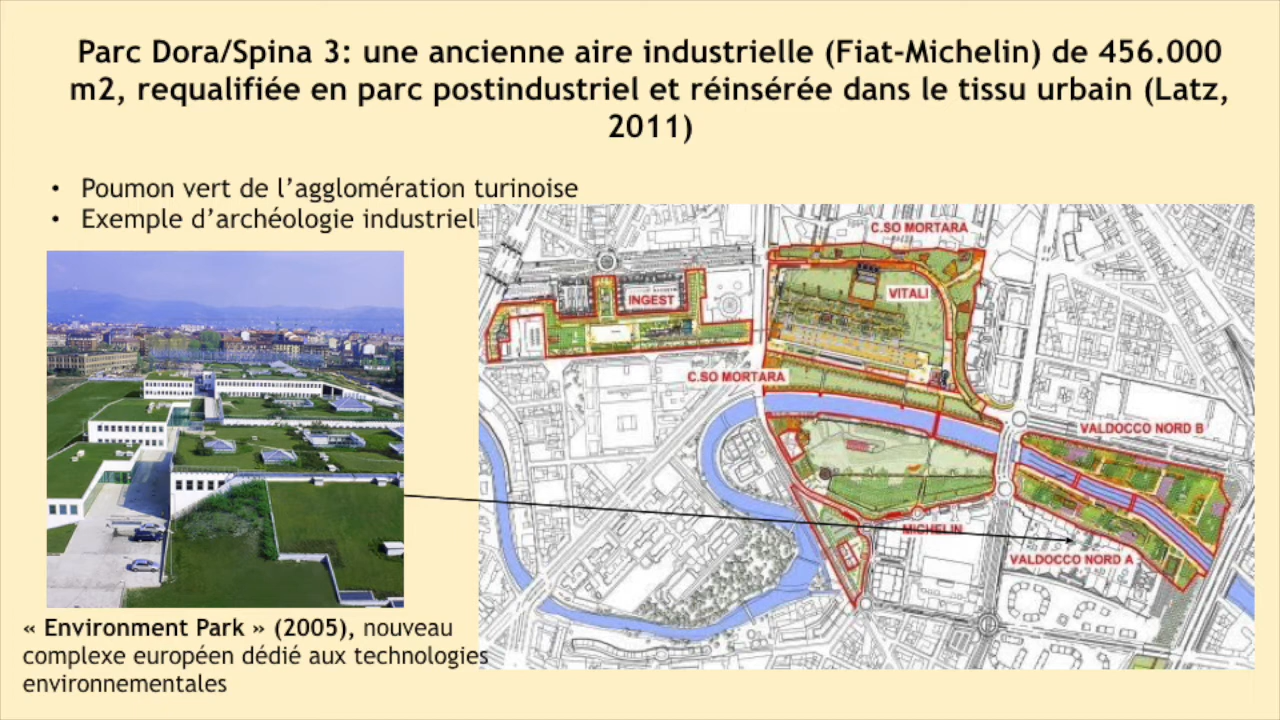 Parc Dora/Spina 3: une ancienne aire industrielle (Fiat-Michelin) de 456.000
m2, requalifiée en parc postindustriel et réinsérée dans le tissu urbain (Latz,
2011)
• Poumon vert de l’agglomération turinoise
• Exemple d’archéologie industriell
C.SO MORTARA
INGEST
VITALI
C.SO MORTARA
VALDOCCO NORD B
MICHELIN
VALDOCCO NORD A
« Environment Park » (2005), nouveau
complexe européen dédié aux technologies
environnementales